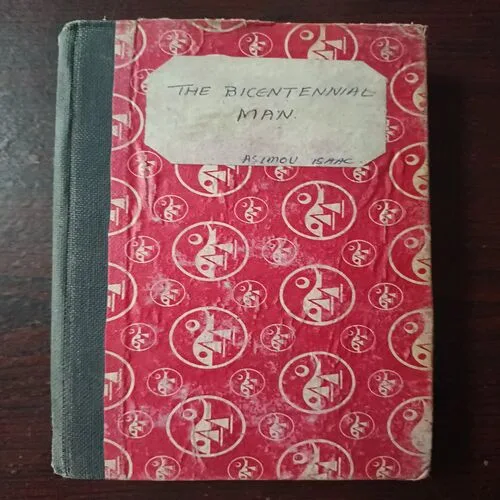 THE BICENTENNIAL
MAN.
ASIMOV ISAAC.